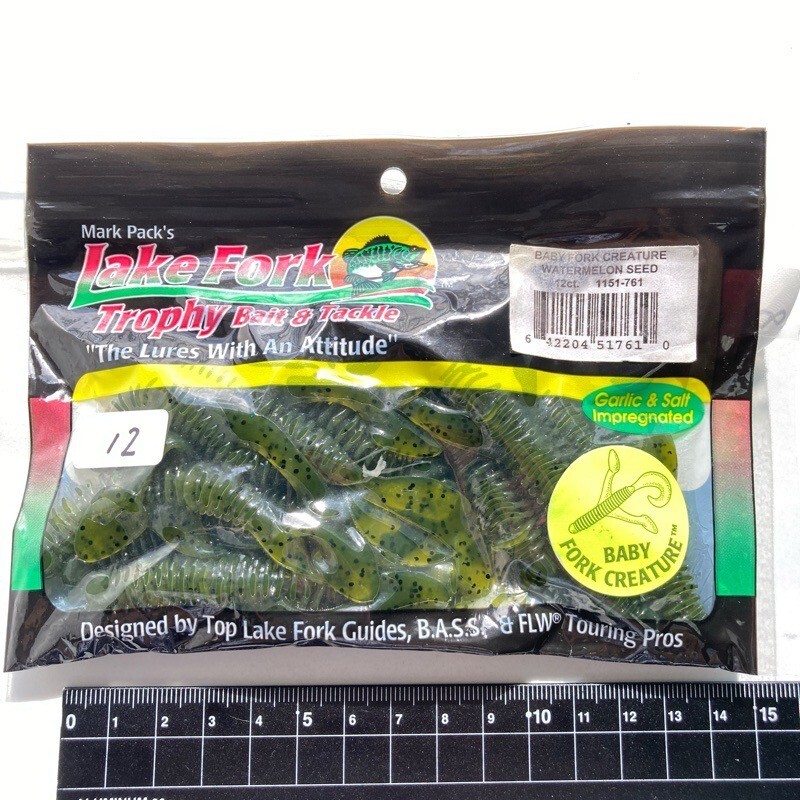 Mark Pack's
Lake Fork
Trophy Bait & Tackle
"The Lures With An Attitude"
BABY FORK CREATURE
WATERMELON SEED
12ct. 1151-761
6 42204 51761 0
Garlic & Salt
Impregnated
12
BABY
FORK CREATURE™
Designed by Top Lake Fork Guides, B.A.S.S. & FLW® Touring Pros
0 1 2 3 4 5 6 7 8 9 10 11 12 13 14 15